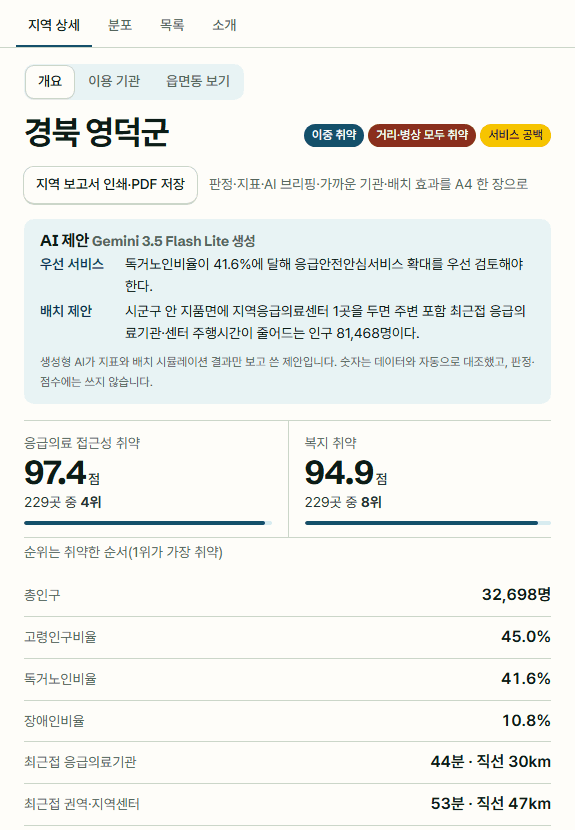 지역 상세 분포 목록 소개
개요 이용 기관 읍면통 보기
경북 영덕군 이중 취약 거리·병상 모두 취약 서비스 공백
지역 보고서 인쇄·PDF 저장 판정·지표·AI 브리핑·가까운 기관·배치 효과를 A4 한 장으로
AI 제안 Gemini 3.5 Flash Lite 생성
우선 서비스 독거노인비율이 41.6%에 달해 응급안전안심서비스 확대를 우선 검토해야
한다.
배치 제안 시군구 안 지품면에 지역응급의료센터 1곳을 두면 주변 포함 최근접 응급의
료기관·센터 주행시간이 줄어드는 인구 81,468명이다.
생성형 AI가 지표와 배치 시뮬레이션 결과만 보고 쓴 제안입니다. 숫자는 데이터와 자동으로 대조했고, 판정·
점수에는 쓰지 않습니다.
응급의료 접근성 취약 복지 취약
97.4점 94.9점
229곳 중 4위 229곳 중 8위
순위는 취약한 순서(1위가 가장 취약)
총인구 32,698명
고령인구비율 45.0%
독거노인비율 41.6%
장애인비율 10.8%
최근접 응급의료기관 44분 · 직선 30km
최근접 권역·지역센터 53분 · 직선 47km